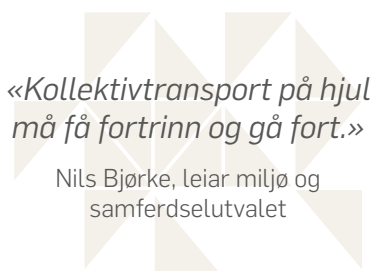 «Kollektivtransport på hjul
må få fortrinn og gå fort.»
Nils Bjørke, leiar miljø og
samferdselutvalet